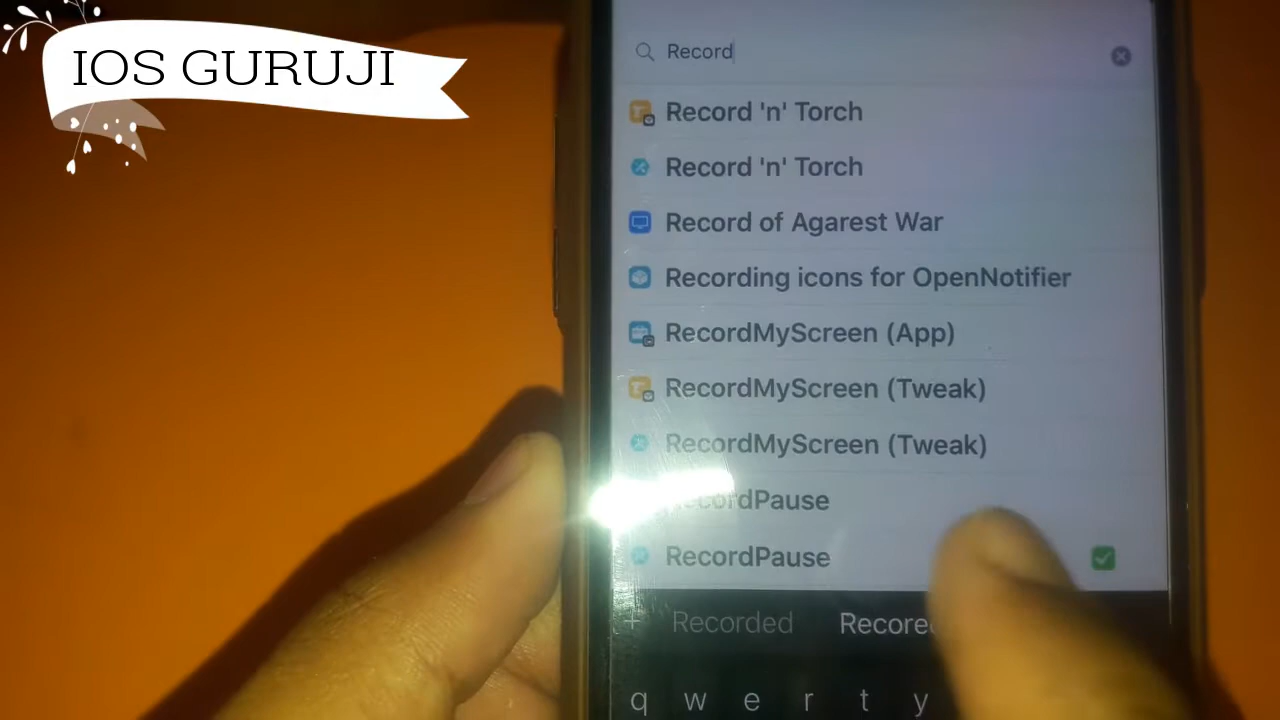 IOS GURUJI
Record
Record 'n' Torch
Record 'n' Torch
Record of Agarest War
Recording icons for OpenNotifier
RecordMyScreen (App)
RecordMyScreen (Tweak)
RecordMyScreen (Tweak)
RecordPause
RecordPause
+ Recorded
q w e r t y